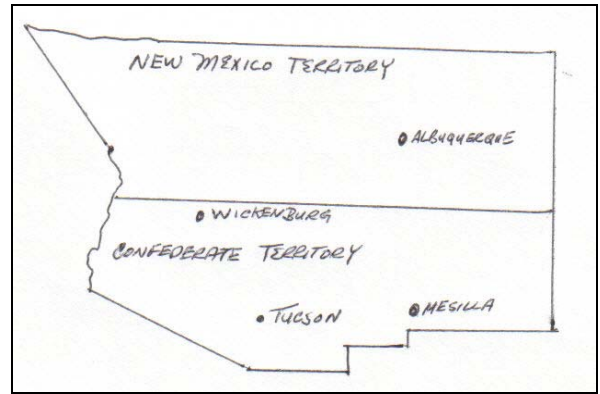 NEW MEXICO TERRITORY
ALBUQUERQUE
WICKENBURG
CONFEDERATE TERRITORY
TUCSON
MESILLA